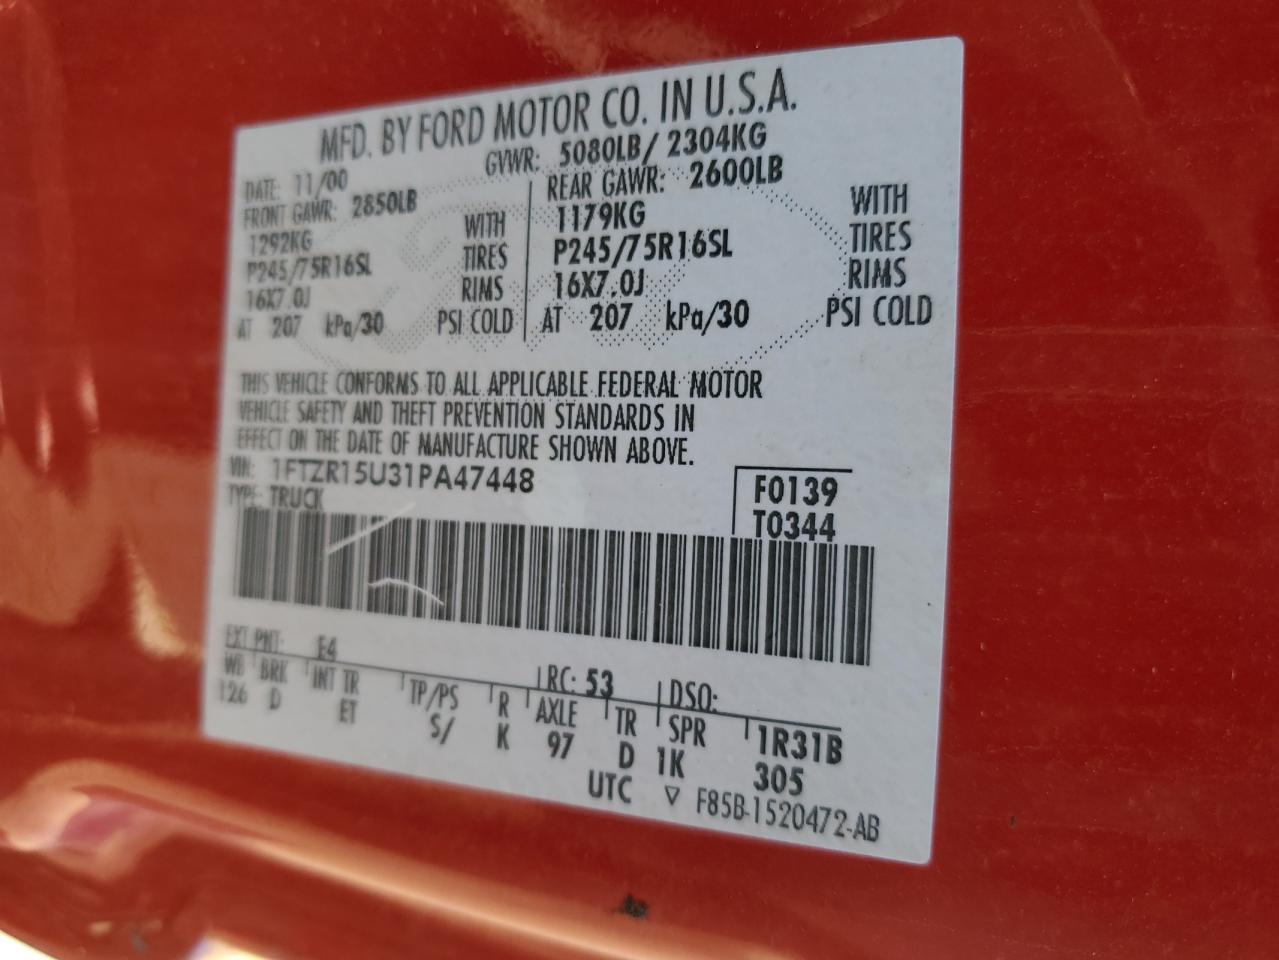 MFD. BY FORD MOTOR CO. IN U.S.A.
DATE: 11/00 GVWR: 5080LB/ 2304KG
FRONT GAWR: 2850LB REAR GAWR: 2600LB
1292KG WITH 1179KG WITH
P245/75R16SL TIRES P245/75R16SL TIRES
16X7.0J RIMS 16X7.0J RIMS
AT 207 kPa/30 PSI COLD AT 207 kPa/30 PSI COLD
THIS VEHICLE CONFORMS TO ALL APPLICABLE FEDERAL MOTOR
VEHICLE SAFETY AND THEFT PREVENTION STANDARDS IN
EFFECT ON THE DATE OF MANUFACTURE SHOWN ABOVE.
VIN: 1FTZR15U31PA47448 F0139
TYPE: TRUCK T0344
EXT PNT: E4 RC: 53 DSO:
WB BRK INT TR TP/PS R AXLE TR SPR 1R31B
126 D ET S/ K 97 D 1K 305
UTC ▽ F85B-1520472-AB